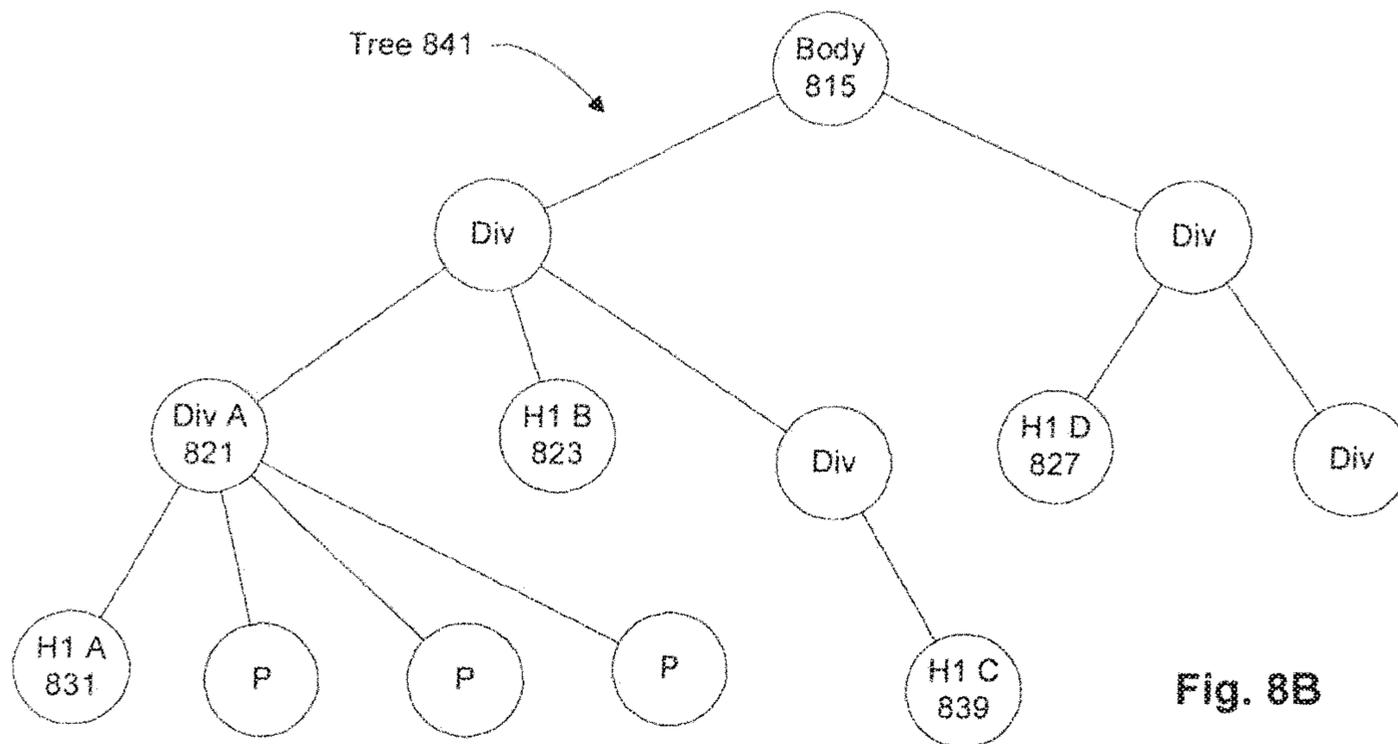 Tree 841
Body
815
Div
Div
Div A
821
H1 B
823
Div
H1 D
827
Div
H1 A
831
P
P
P
H1 C
839
Fig. 8B